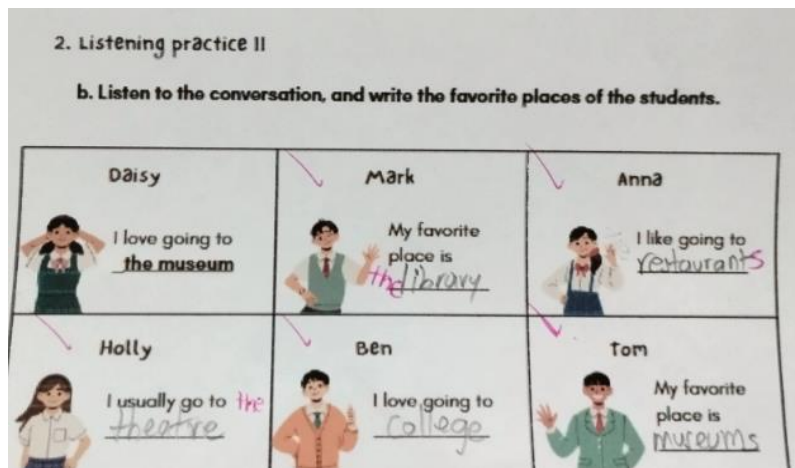 2. Listening practice II
b. Listen to the conversation, and write the favorite places of the students.
Daisy
I love going to
the museum
Mark
My favorite
place is
the library
Anna
I like going to
restaurants
Holly
I usually go to the
theatre
Ben
I love going to
college
Tom
My favorite
place is
museums